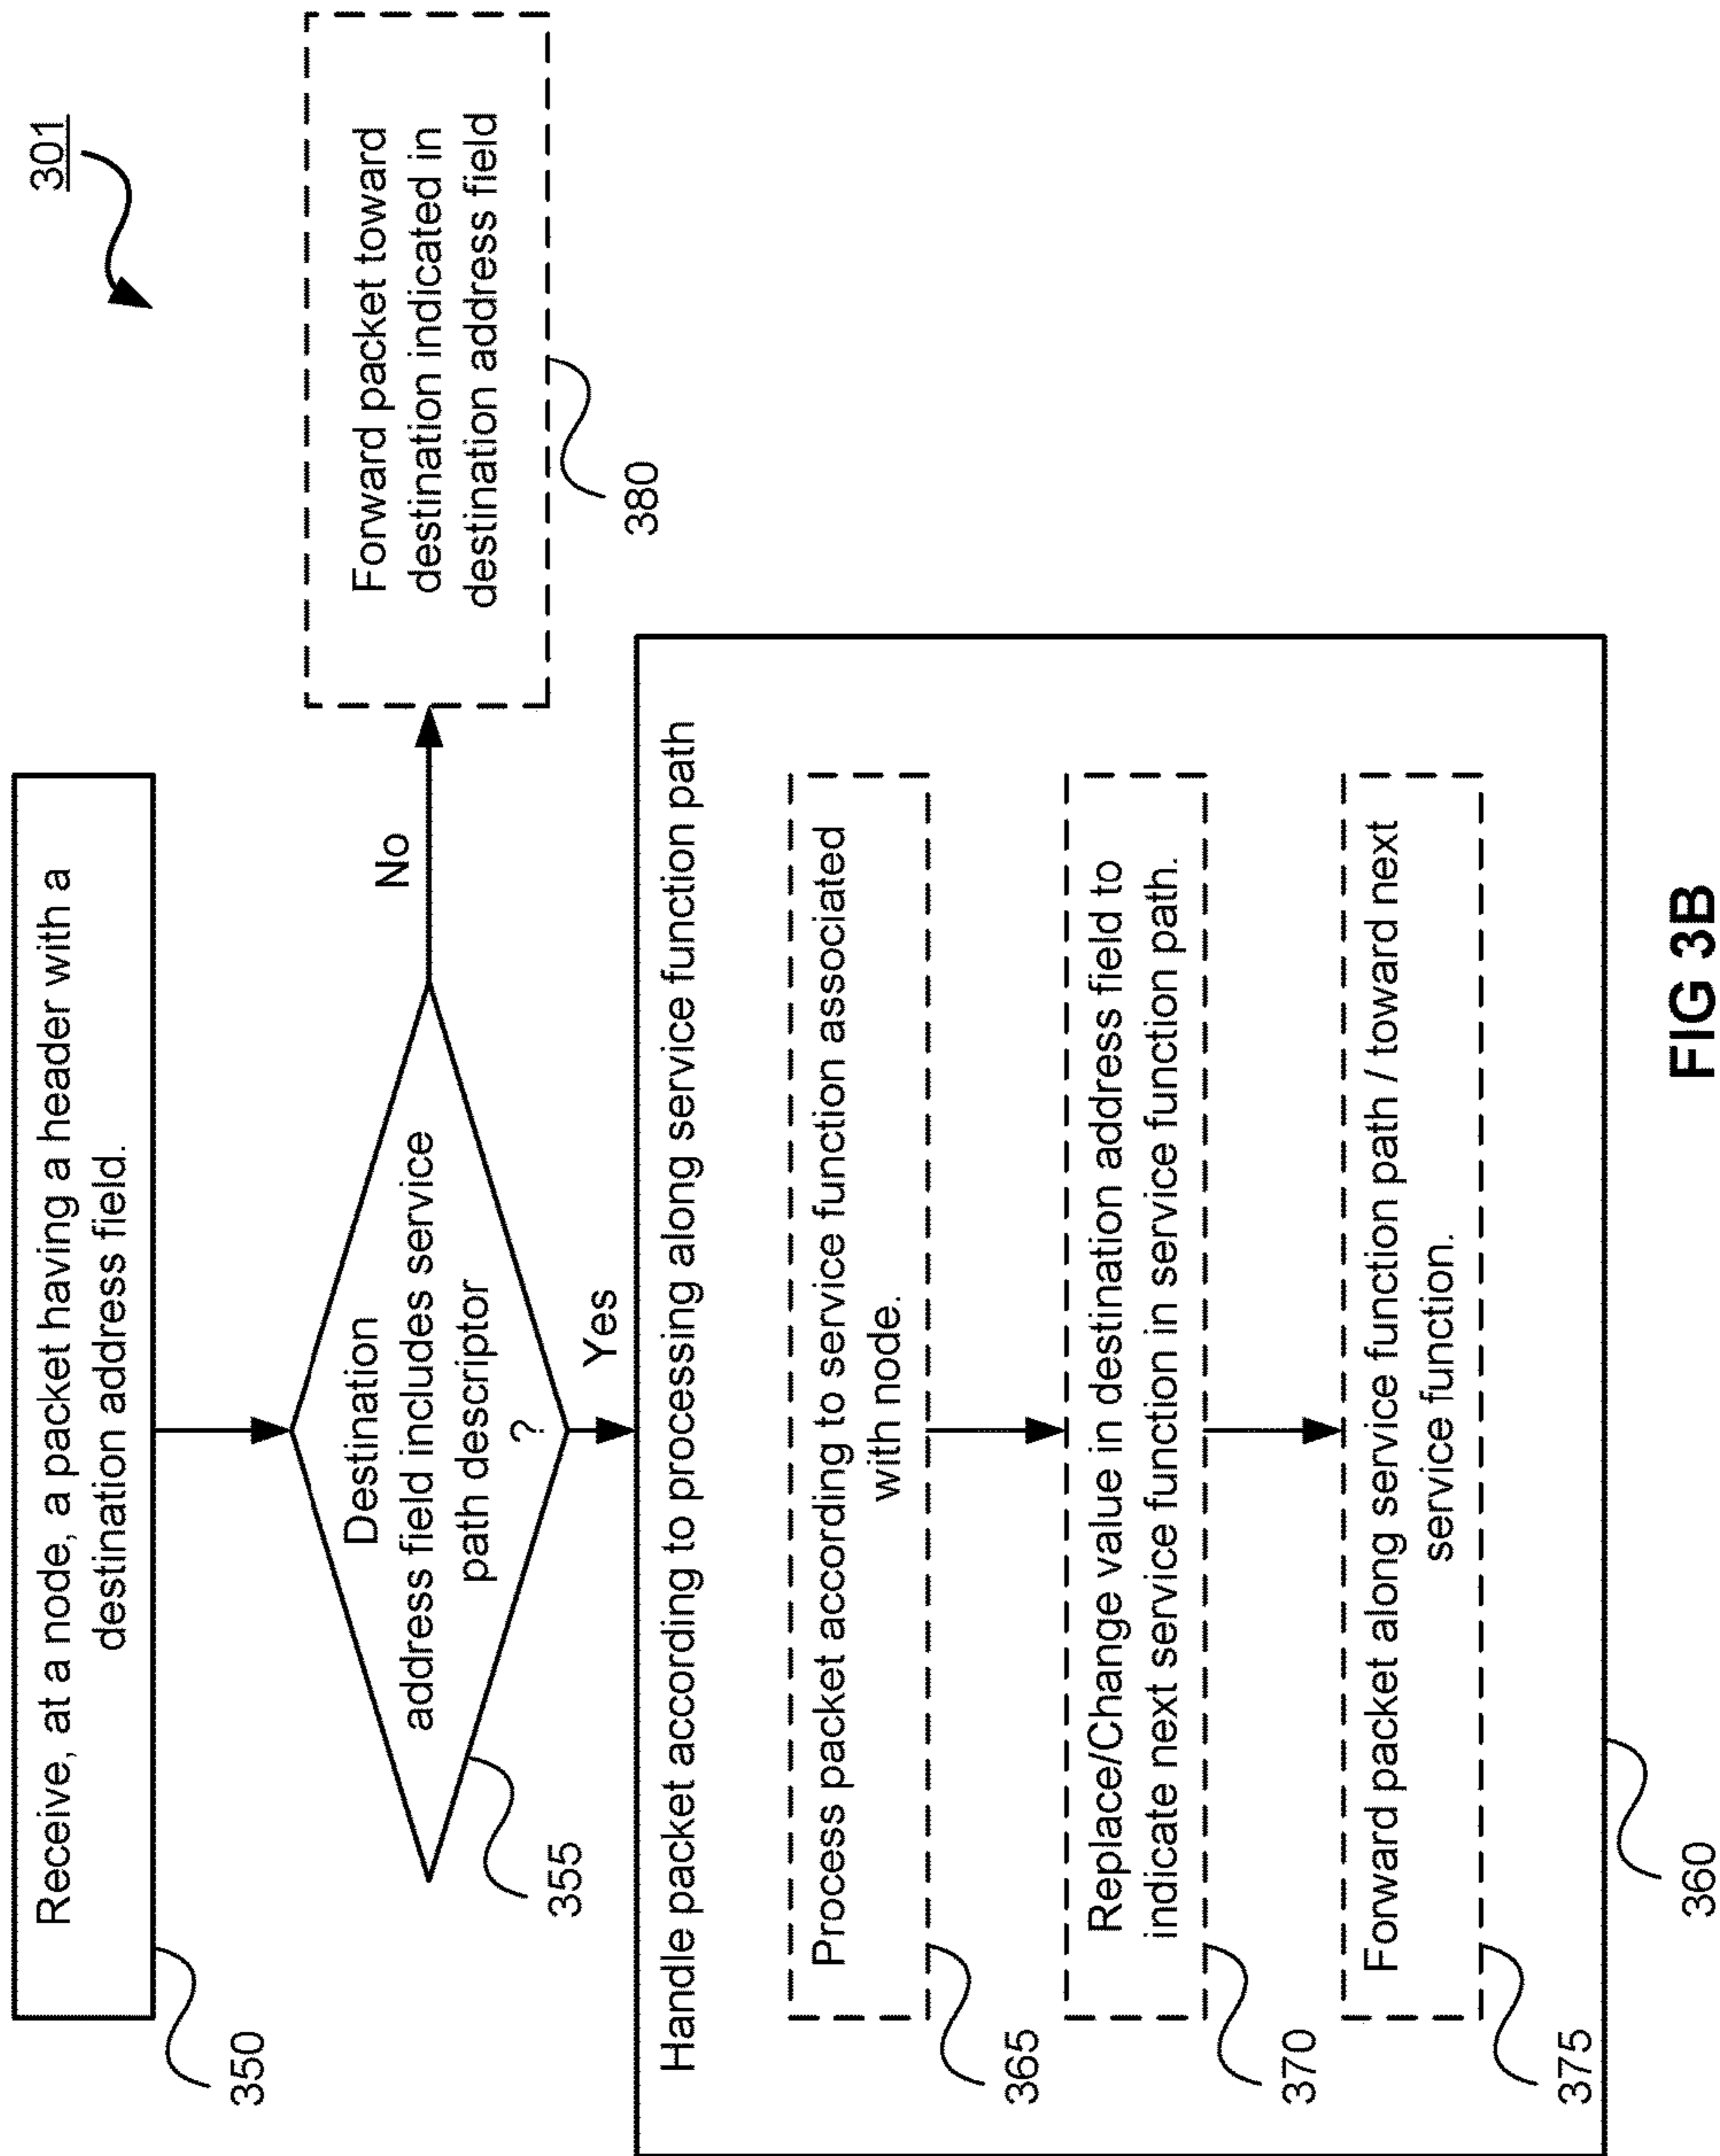 301
Receive, at a node, a packet having a header with a
destination address field.
350
Destination
address field includes service
path descriptor
?
355
No
Forward packet toward
destination indicated in
destination address field
380
Yes
Handle packet according to processing along service function path
Process packet according to service function associated
with node.
365
Replace/Change value in destination address field to
indicate next service function in service function path.
370
Forward packet along service function path / toward next
service function.
375
360
FIG 3B